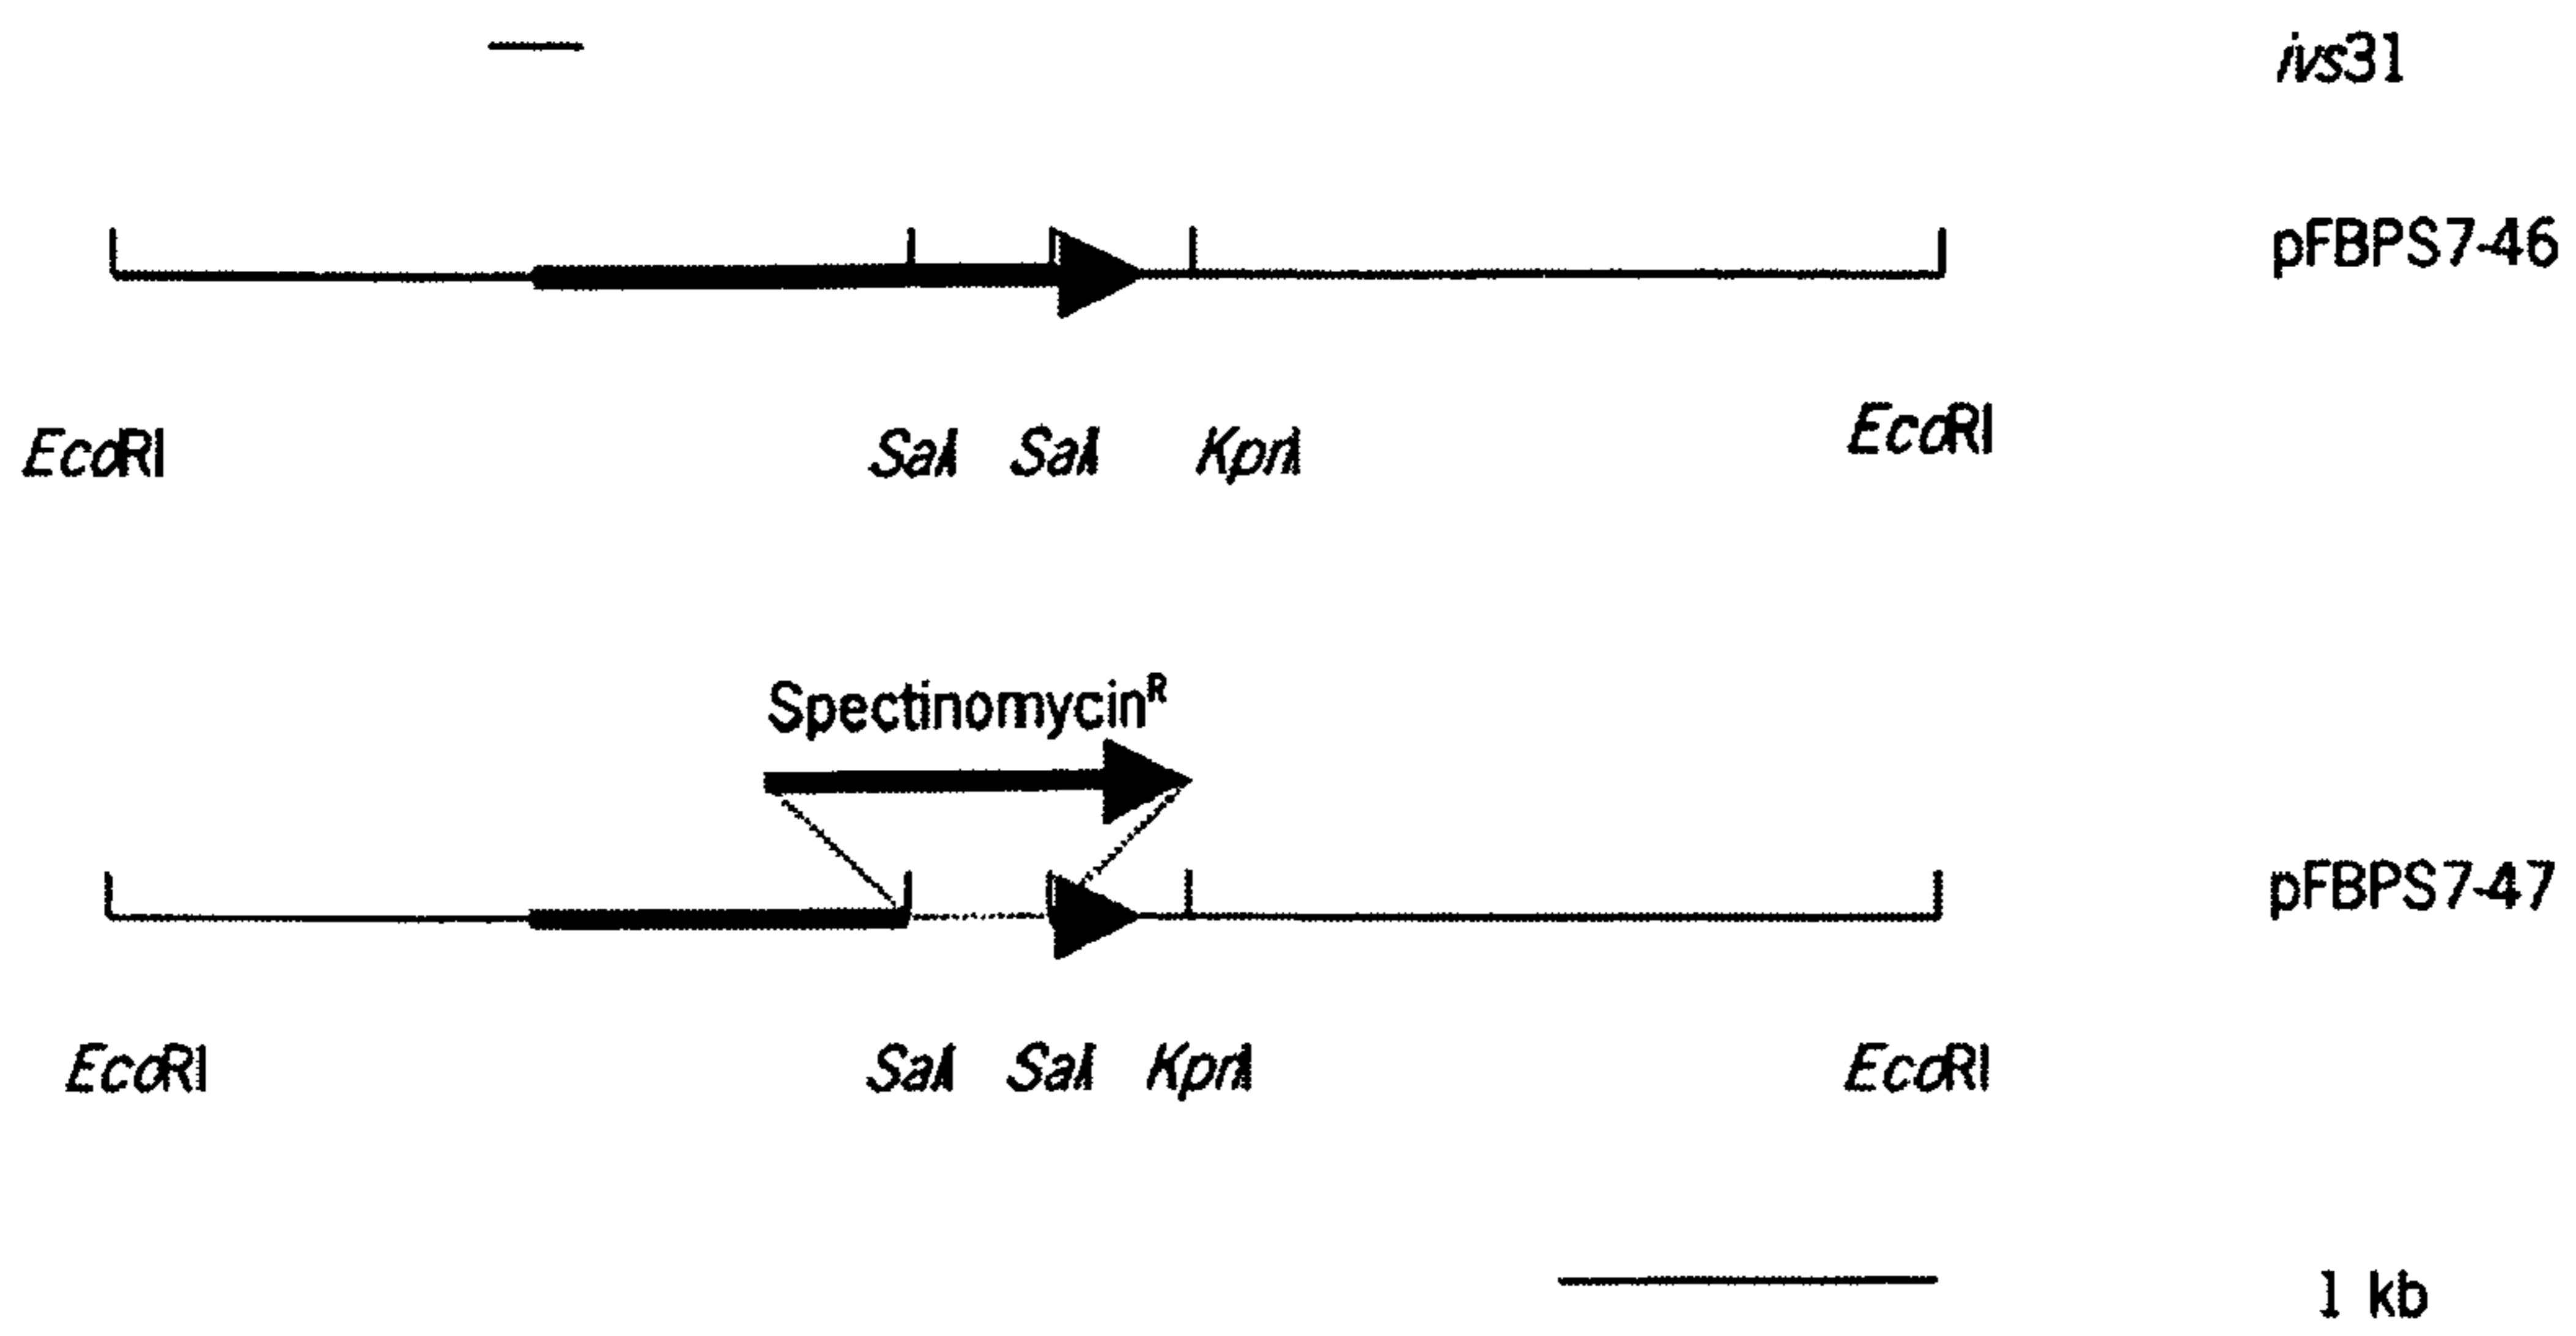 ivs31
pFBPS7-46
EcoRI
SalI
SalI
KpnI
EcoRI
Spectinomycin^R
pFBPS7-47
EcoRI
SalI
SalI
KpnI
EcoRI
1 kb